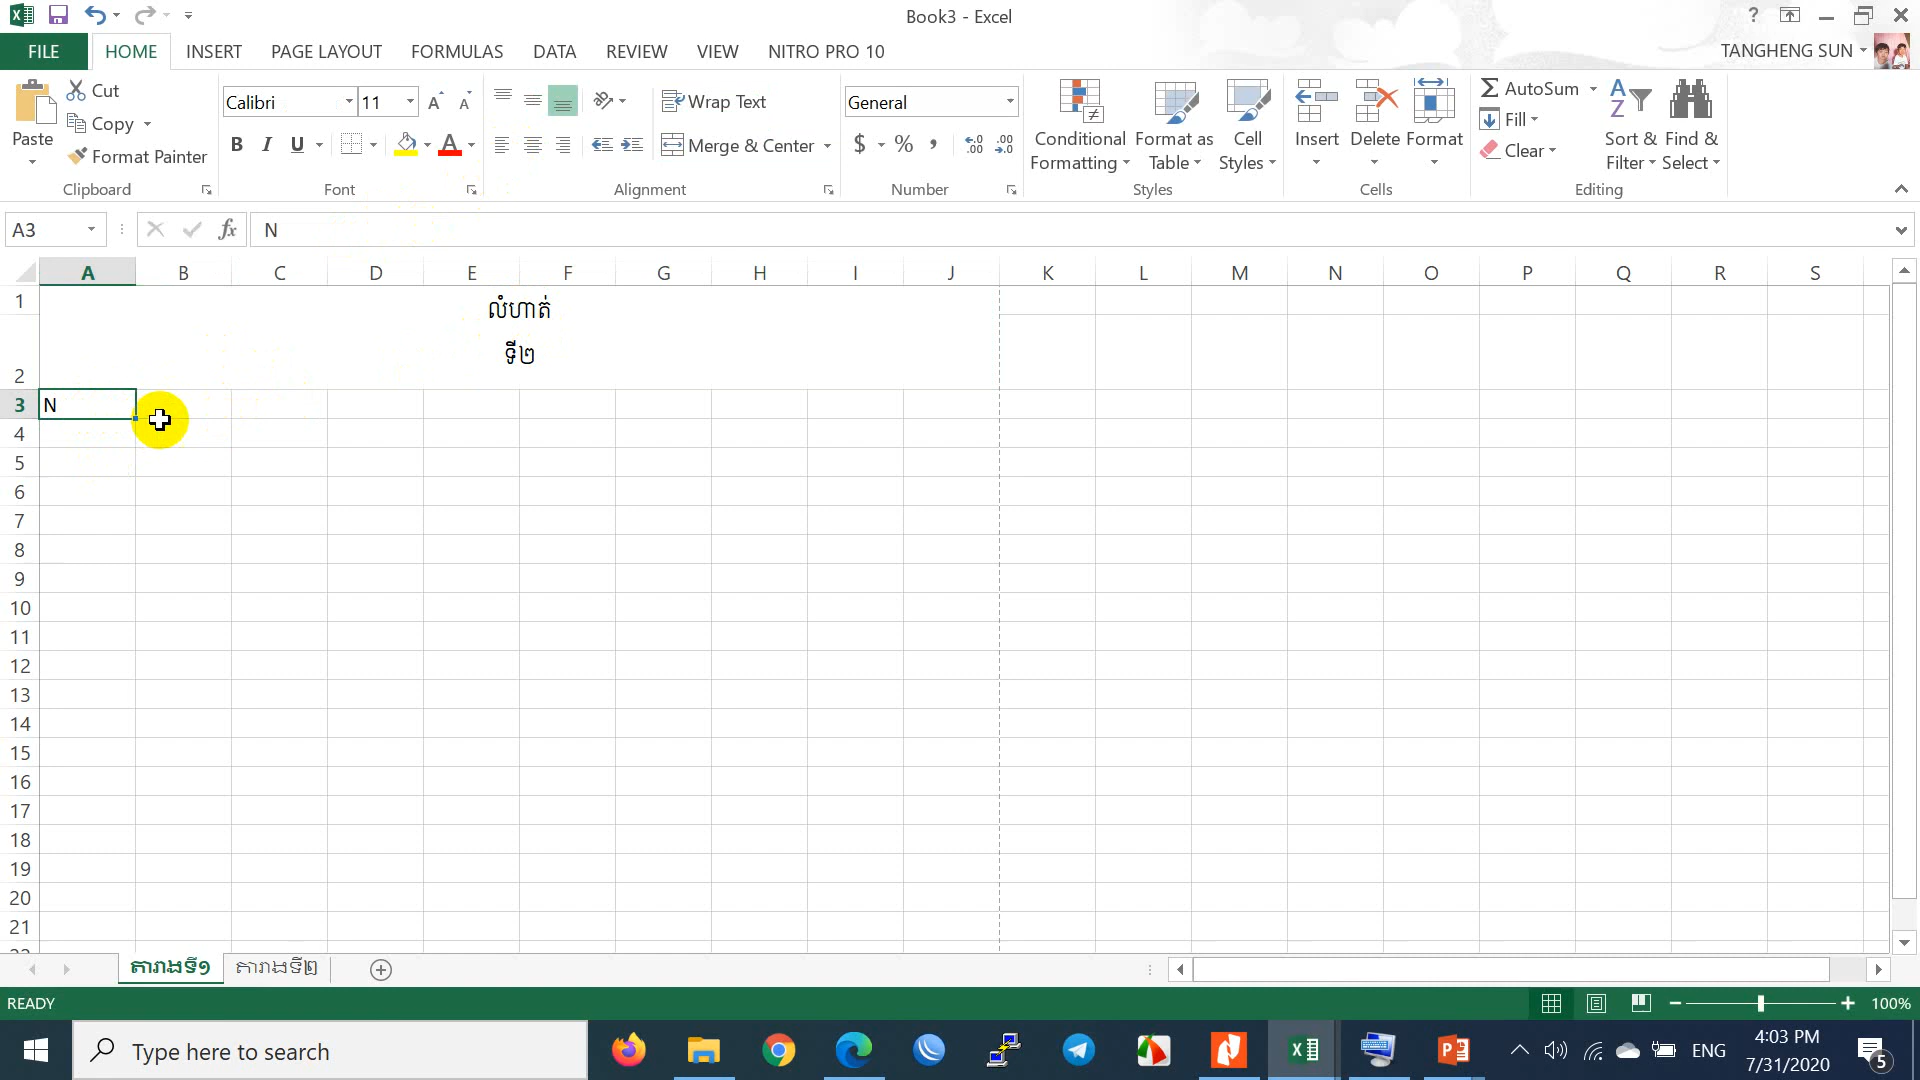 Book3 - Excel
?
FILE HOME INSERT PAGE LAYOUT FORMULAS DATA REVIEW VIEW NITRO PRO 10
TANGHENG SUN
Paste
Cut
Copy
Format Painter
Clipboard
Calibri 11
B I U
Font
Wrap Text
Merge & Center
Alignment
General
$ % ,
Number
Conditional Formatting
Format as Table
Cell Styles
Styles
Insert
Delete
Format
Cells
AutoSum
Fill
Clear
Sort & Filter
Find & Select
Editing
A3
fx
N
A B C D E F G H I J K L M N O P Q R S
1
លំហាត់
ទី២
2
3 N
4
5
6
7
8
9
10
11
12
13
14
15
16
17
18
19
20
21
តារាងទី១ តារាងទី២
READY
100%
Type here to search
ENG
4:03 PM
7/31/2020
5